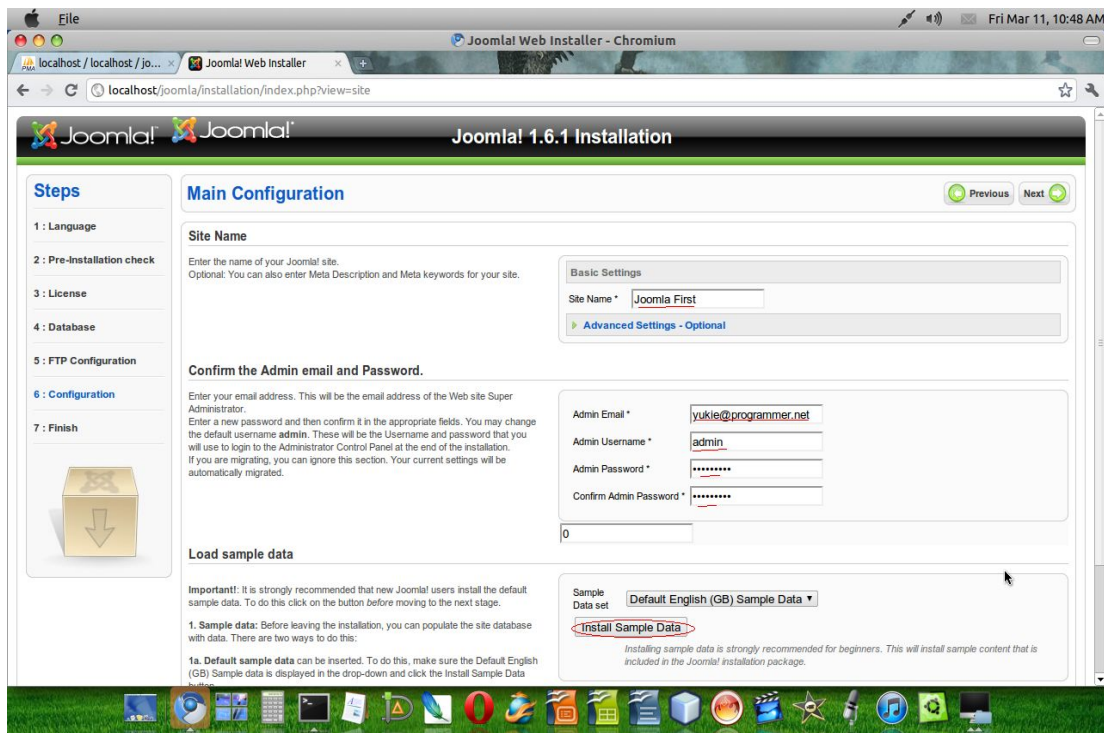 File
Fri Mar 11, 10:48 AM
Joomla! Web Installer - Chromium
localhost / localhost / jo...
Joomla! Web Installer
localhost/joomla/installation/index.php?view=site
Joomla!
Joomla!
Joomla! 1.6.1 Installation
Steps
1 : Language
2 : Pre-Installation check
3 : License
4 : Database
5 : FTP Configuration
6 : Configuration
7 : Finish
Main Configuration
Previous
Next
Site Name
Enter the name of your Joomla! site.
Optional: You can also enter Meta Description and Meta keywords for your site.
Basic Settings
Site Name * Joomla First
Advanced Settings - Optional
Confirm the Admin email and Password.
Enter your email address. This will be the email address of the Web site Super
Administrator.
Enter a new password and then confirm it in the appropriate fields. You may change
the default username admin. These will be the Username and password that you
will use to login to the Administrator Control Panel at the end of the installation.
If you are migrating, you can ignore this section. Your current settings will be
automatically migrated.
Admin Email * yukie@programmer.net
Admin Username * admin
Admin Password * •••••••••
Confirm Admin Password * •••••••••
0
Load sample data
Important!: It is strongly recommended that new Joomla! users install the default
sample data. To do this click on the button before moving to the next stage.
1. Sample data: Before leaving the installation, you can populate the site database
with data. There are two ways to do this:
1a. Default sample data can be inserted. To do this, make sure the Default English
(GB) Sample data is displayed in the drop-down and click the Install Sample Data
button
Sample
Data set Default English (GB) Sample Data
Install Sample Data
Installing sample data is strongly recommended for beginners. This will install sample content that is
included in the Joomla! installation package.